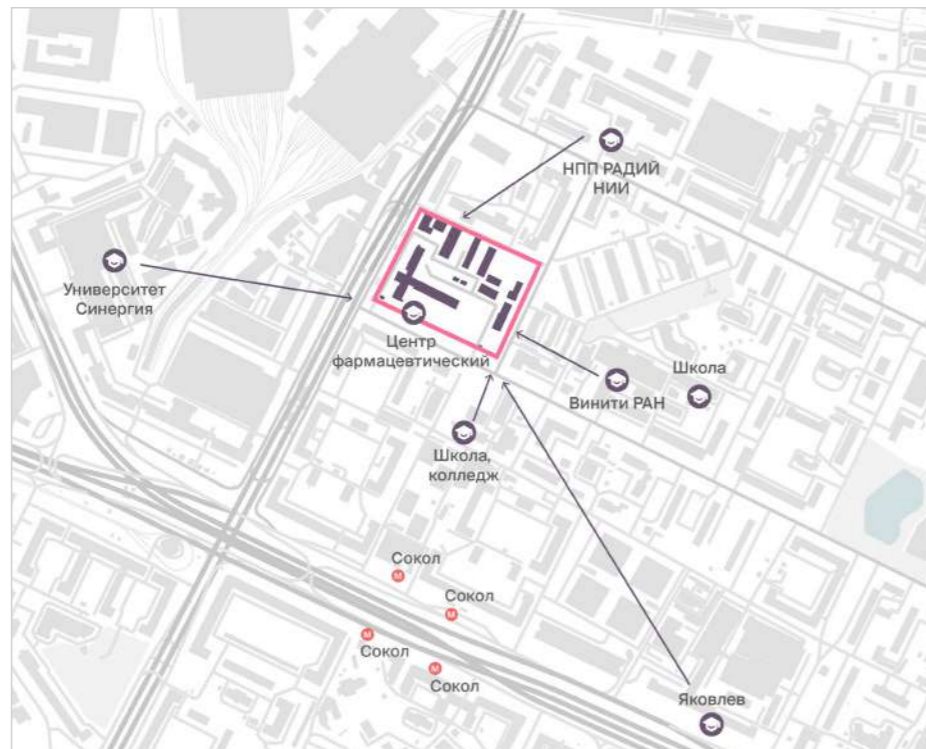 НПП РАДИЙ
НИИ
Университет
Синергия
Центр
фармацевтический
Школа
Винити РАН
Школа,
колледж
Сокол
М
Сокол
М
М
Сокол
М
Сокол
Яковлев